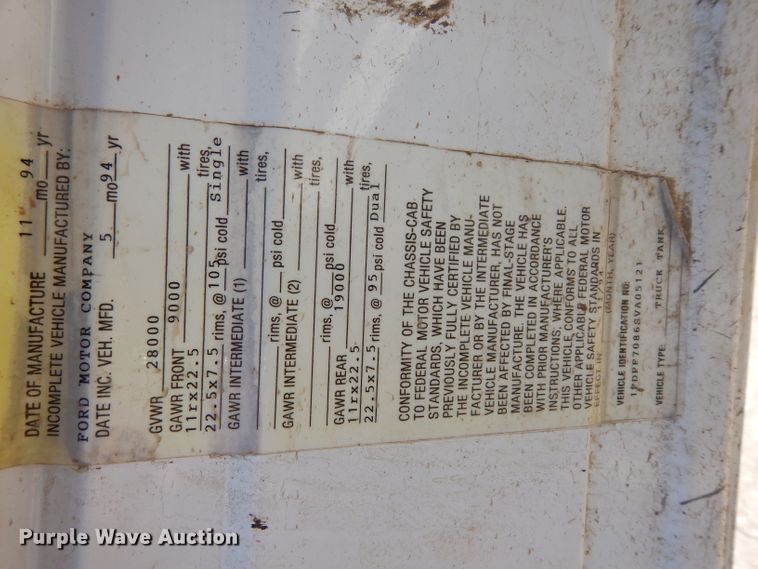 DATE OF MANUFACTURE 11 mo 94 yr
INCOMPLETE VEHICLE MANUFACTURED BY:
FORD MOTOR COMPANY
DATE INC. VEH. MFD. 5 mo 94 yr
GVWR 28000
GAWR FRONT 9000 with
11rx22.5 tires,
22.5x7.5 rims, @ 105 psi cold Single
GAWR INTERMEDIATE (1) with
tires,
rims, @ psi cold
GAWR INTERMEDIATE (2) with
tires,
rims, @ psi cold
GAWR REAR 19000 with
11rx22.5 tires,
22.5x7.5 rims, @ 95 psi cold Dual
CONFORMITY OF THE CHASSIS-CAB
TO FEDERAL MOTOR VEHICLE SAFETY
STANDARDS, WHICH HAVE BEEN
PREVIOUSLY FULLY CERTIFIED BY
THE INCOMPLETE VEHICLE MANU-
FACTURER OR BY THE INTERMEDIATE
VEHICLE MANUFACTURER, HAS NOT
BEEN AFFECTED BY FINAL-STAGE
MANUFACTURE. THE VEHICLE HAS
BEEN COMPLETED IN ACCORDANCE
WITH PRIOR MANUFACTURER'S
INSTRUCTIONS, WHERE APPLICABLE.
THIS VEHICLE CONFORMS TO ALL
OTHER APPLICABLE FEDERAL MOTOR
VEHICLE SAFETY STANDARDS IN
EFFECT IN
(MONTH, YEAR)
VEHICLE IDENTIFICATION NO:
VEHICLE TYPE: TRUCK TANK
Purple Wave Auction